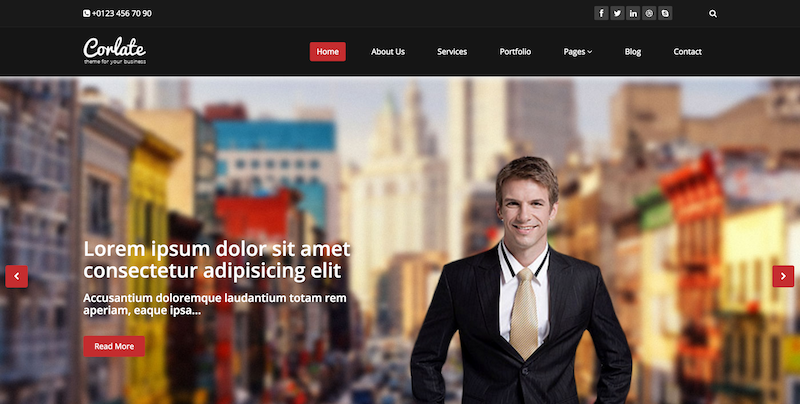 +0123 456 70 90
Corlate
theme for your business
Home About Us Services Portfolio Pages Blog Contact
Lorem ipsum dolor sit amet
consectetur adipisicing elit
Accusantium doloremque laudantium totam rem
aperiam, eaque ipsa...
Read More